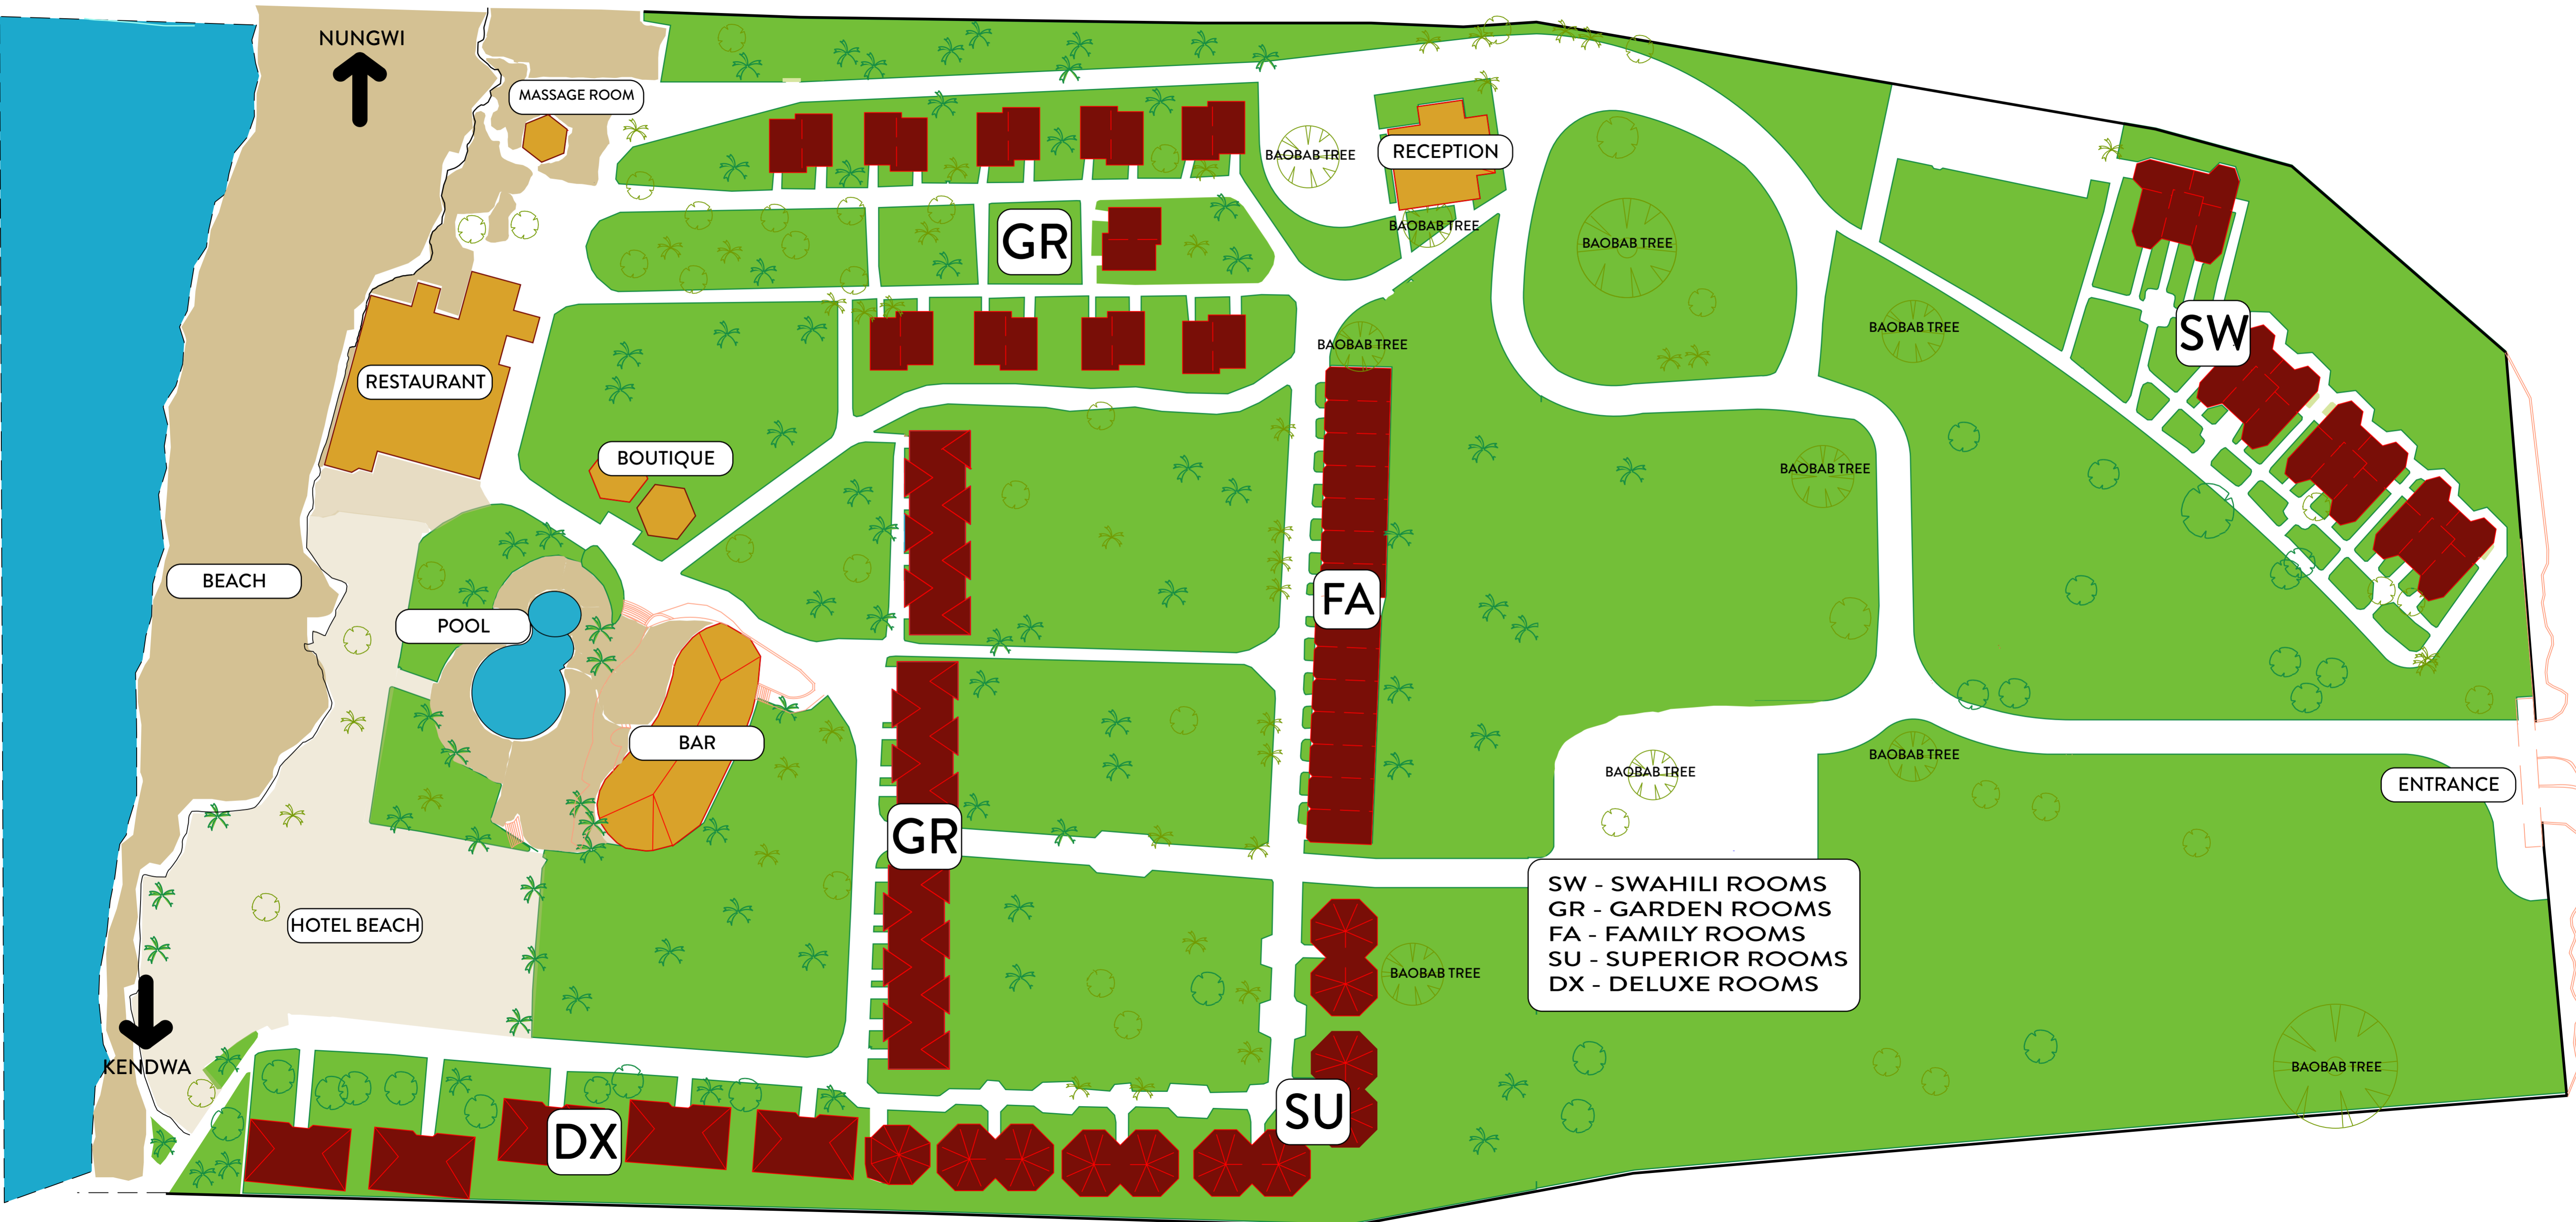 NUNGWI
MASSAGE ROOM
BAOBAB TREE
RECEPTION
BAOBAB TREE
GR
BAOBAB TREE
BAOBAB TREE
SW
BAOBAB TREE
RESTAURANT
BOUTIQUE
BAOBAB TREE
BEACH
FA
POOL
BAR
BAOBAB TREE
BAOBAB TREE
ENTRANCE
GR
SW - SWAHILI ROOMS
GR - GARDEN ROOMS
FA - FAMILY ROOMS
SU - SUPERIOR ROOMS
DX - DELUXE ROOMS
HOTEL BEACH
BAOBAB TREE
KENDWA
BAOBAB TREE
SU
DX